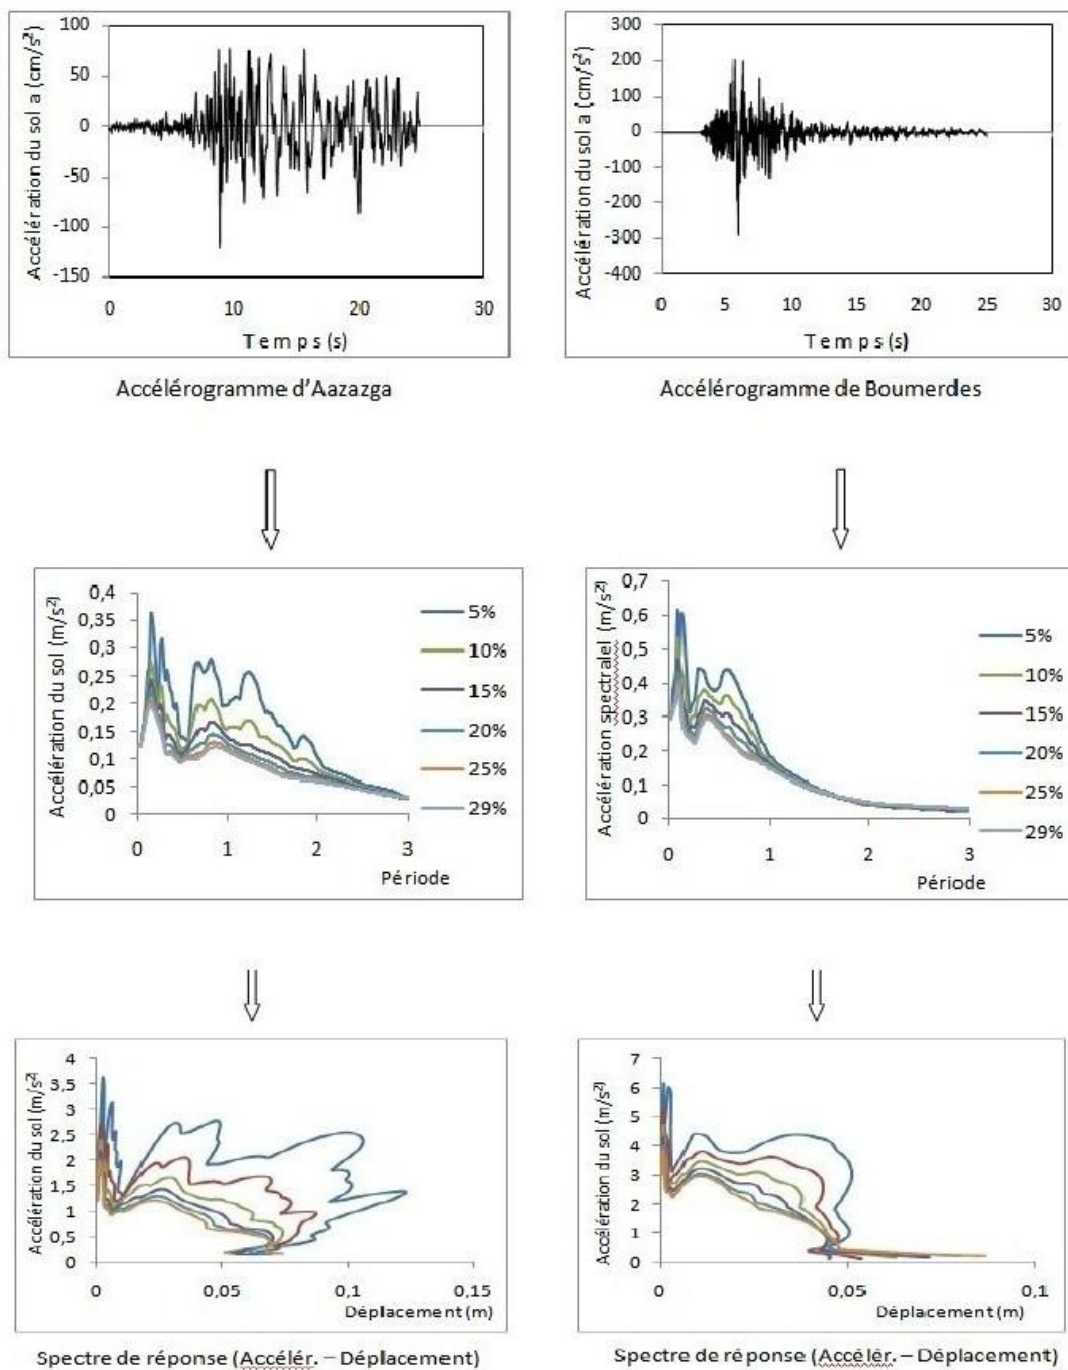 Accélération du sol a (cm/s²)
100
50
0
-50
-100
-150
0 10 20 30
Temps (s)
Accélérogramme d'Aazazga
Accélération du sol a (cm/s²)
300
200
100
0
-100
-200
-300
-400
0 5 10 15 20 25 30
Temps (s)
Accélérogramme de Boumerdes
Accélération du sol (m/s²)
0,4
0,35
0,3
0,25
0,2
0,15
0,1
0,05
0
0 1 2 3
Période
5%
10%
15%
20%
25%
29%
Accélération spectralel (m/s²)
0,7
0,6
0,5
0,4
0,3
0,2
0,1
0
0 1 2 3
Période
5%
10%
15%
20%
25%
29%
Accélération du sol (m/s²)
4
3,5
3
2,5
2
1,5
1
0,5
0
0 0,05 0,1 0,15
Déplacement (m)
Spectre de réponse (Accélér. – Déplacement)
Accélération du sol (m/s²)
7
6
5
4
3
2
1
0
0 0,05 0,1
Déplacement (m)
Spectre de réponse (Accélér. – Déplacement)